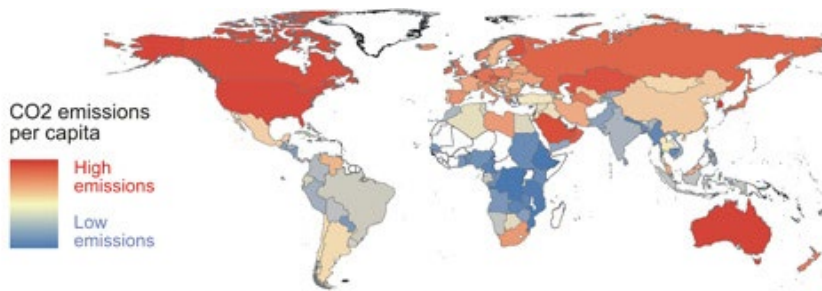 CO2 emissions
per capita
High
emissions
Low
emissions